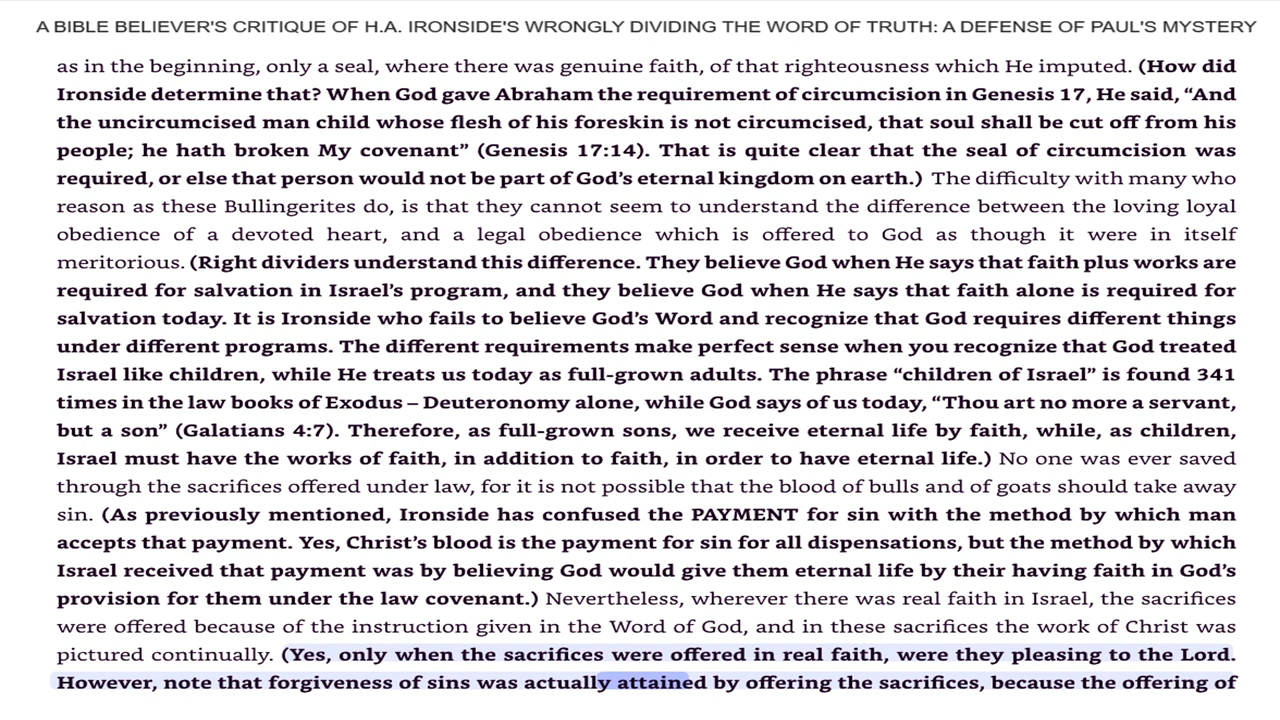 A BIBLE BELIEVER'S CRITIQUE OF H.A. IRONSIDE'S WRONGLY DIVIDING THE WORD OF TRUTH: A DEFENSE OF PAUL'S MYSTERY
as in the beginning, only a seal, where there was genuine faith, of that righteousness which He imputed. (How did
Ironside determine that? When God gave Abraham the requirement of circumcision in Genesis 17, He said, “And
the uncircumcised man child whose flesh of his foreskin is not circumcised, that soul shall be cut off from his
people; he hath broken My covenant” (Genesis 17:14). That is quite clear that the seal of circumcision was
required, or else that person would not be part of God’s eternal kingdom on earth.) The difficulty with many who
reason as these Bullingerites do, is that they cannot seem to understand the difference between the loving loyal
obedience of a devoted heart, and a legal obedience which is offered to God as though it were in itself
meritorious. (Right dividers understand this difference. They believe God when He says that faith plus works are
required for salvation in Israel’s program, and they believe God when He says that faith alone is required for
salvation today. It is Ironside who fails to believe God’s Word and recognize that God requires different things
under different programs. The different requirements make perfect sense when you recognize that God treated
Israel like children, while He treats us today as full-grown adults. The phrase “children of Israel” is found 341
times in the law books of Exodus – Deuteronomy alone, while God says of us today, “Thou art no more a servant,
but a son” (Galatians 4:7). Therefore, as full-grown sons, we receive eternal life by faith, while, as children,
Israel must have the works of faith, in addition to faith, in order to have eternal life.) No one was ever saved
through the sacrifices offered under law, for it is not possible that the blood of bulls and of goats should take away
sin. (As previously mentioned, Ironside has confused the PAYMENT for sin with the method by which man
accepts that payment. Yes, Christ’s blood is the payment for sin for all dispensations, but the method by which
Israel received that payment was by believing God would give them eternal life by their having faith in God’s
provision for them under the law covenant.) Nevertheless, wherever there was real faith in Israel, the sacrifices
were offered because of the instruction given in the Word of God, and in these sacrifices the work of Christ was
pictured continually. (Yes, only when the sacrifices were offered in real faith, were they pleasing to the Lord.
However, note that forgiveness of sins was actually attained by offering the sacrifices, because the offering of